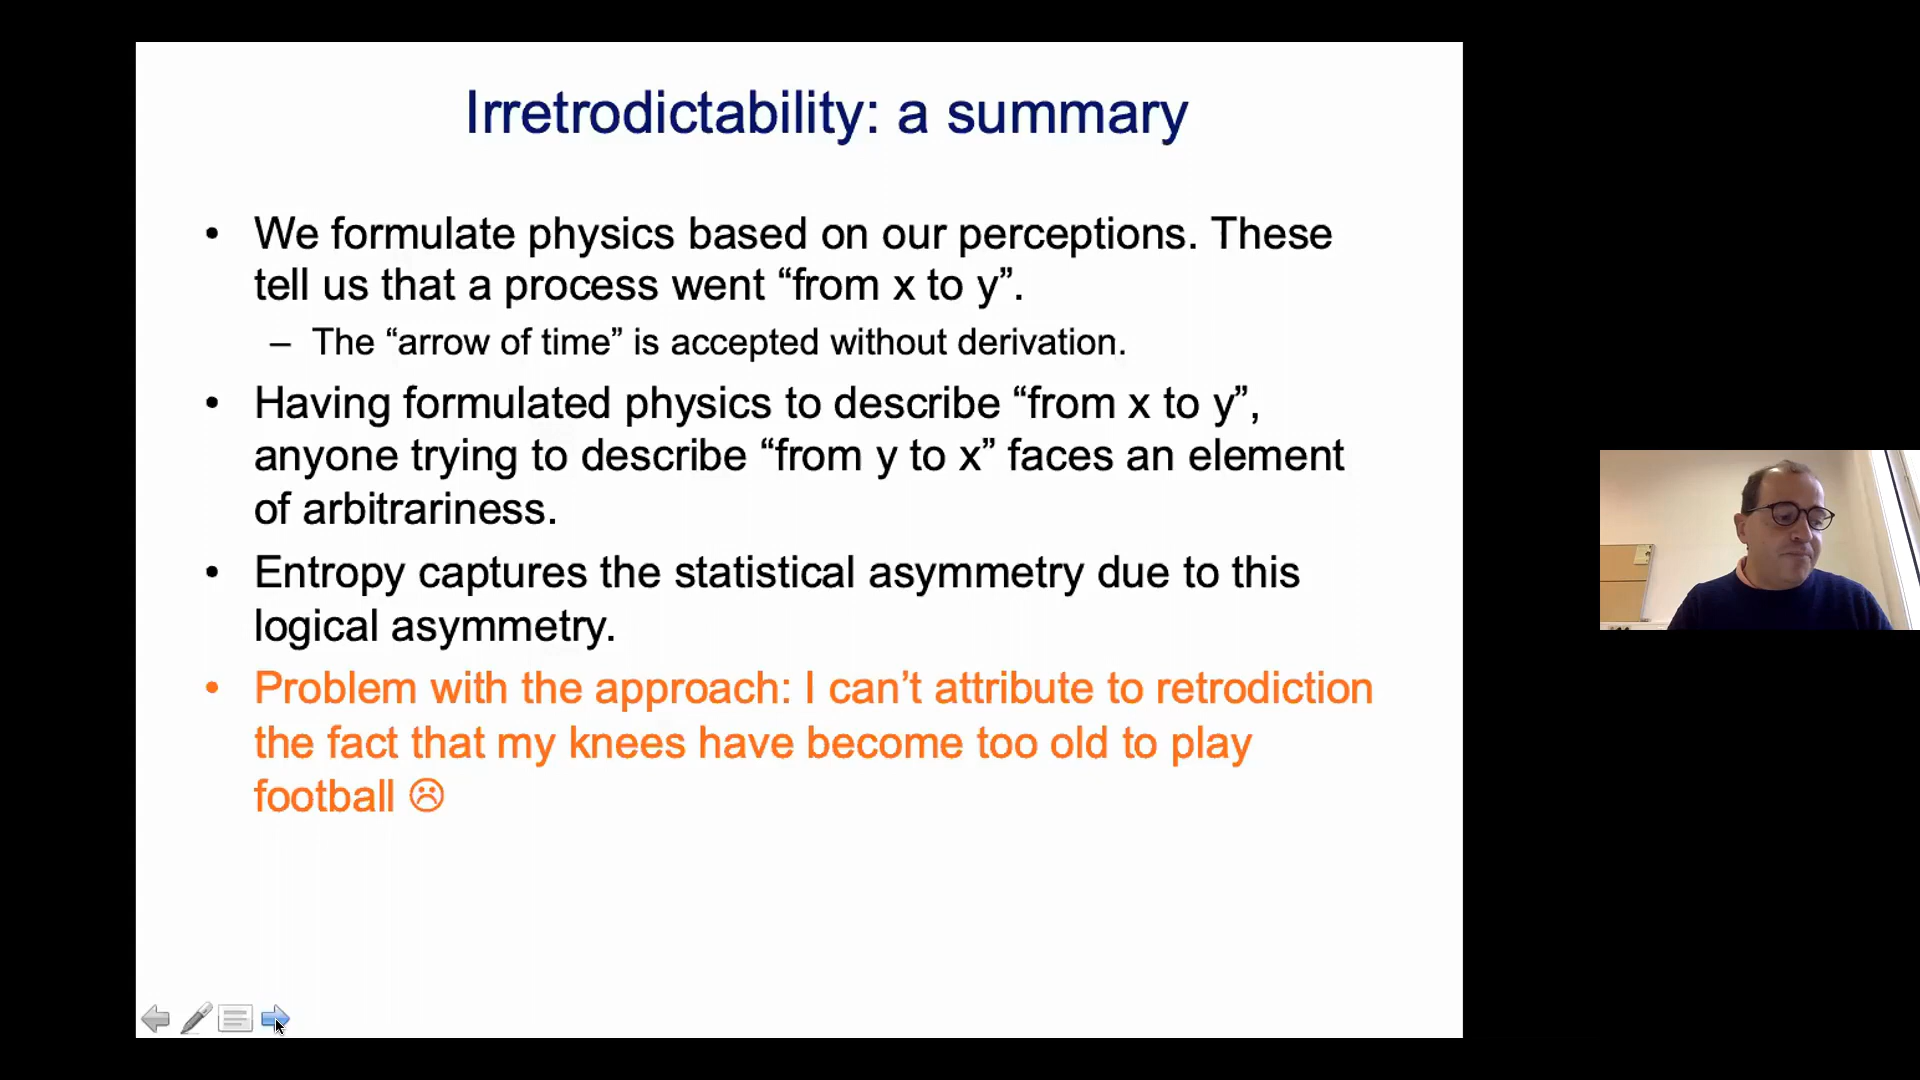 Irretrodictability: a summary
• We formulate physics based on our perceptions. These
tell us that a process went “from x to y”.
– The “arrow of time” is accepted without derivation.
• Having formulated physics to describe “from x to y”,
anyone trying to describe “from y to x” faces an element
of arbitrariness.
• Entropy captures the statistical asymmetry due to this
logical asymmetry.
• Problem with the approach: I can’t attribute to retrodiction
the fact that my knees have become too old to play
football ☹